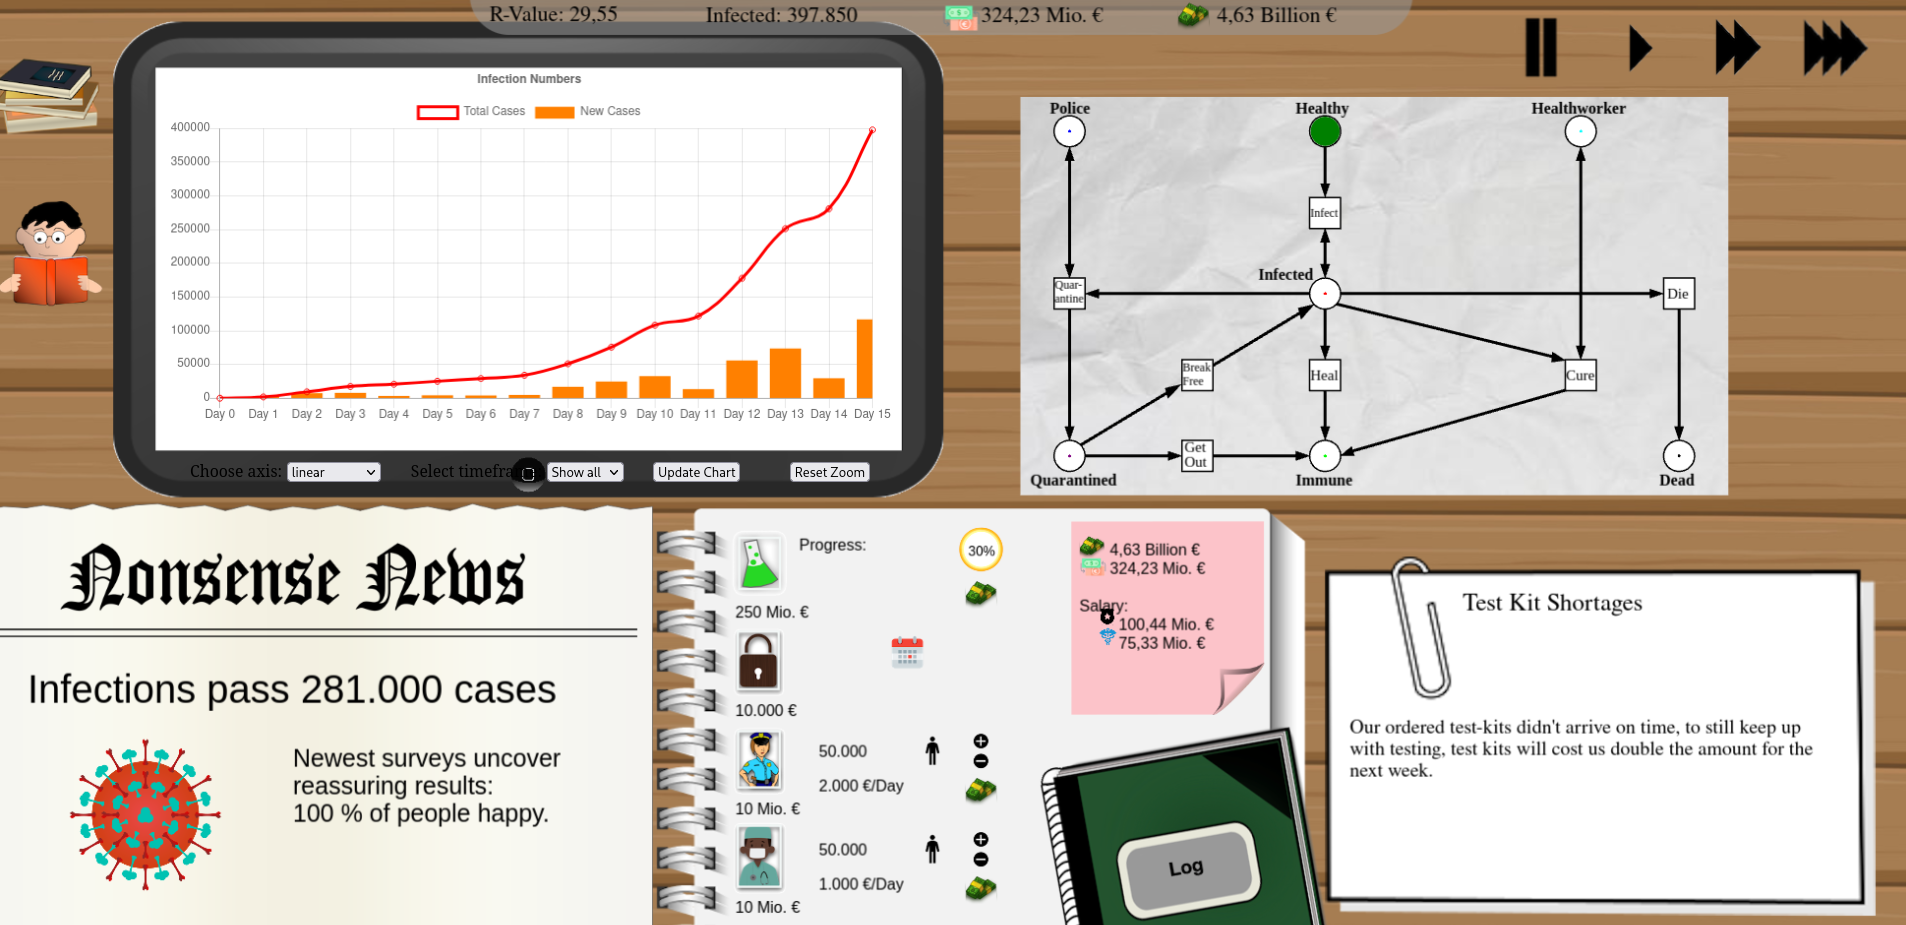 R-Value: 29,55
Infected: 397.850
324,23 Mio. €
4,63 Billion €
Infection Numbers
Total Cases
New Cases
400000
350000
300000
250000
200000
150000
100000
50000
0
Day 0 Day 1 Day 2 Day 3 Day 4 Day 5 Day 6 Day 7 Day 8 Day 9 Day 10 Day 11 Day 12 Day 13 Day 14 Day 15
Choose axis: linear
Show all
Update Chart
Reset Zoom
Police
Healthy
Healthworker
Infect
Infected
Quar-
antine
Die
Break
Free
Heal
Cure
Get
Out
Quarantined
Immune
Dead
Nonsense News
Infections pass 281.000 cases
Newest surveys uncover
reassuring results:
100 % of people happy.
Progress:
30%
250 Mio. €
10.000 €
50.000
2.000 €/Day
10 Mio. €
50.000
1.000 €/Day
10 Mio. €
4,63 Billion €
324,23 Mio. €
Salary:
100,44 Mio. €
75,33 Mio. €
Log
Test Kit Shortages
Our ordered test-kits didn't arrive on time, to still keep up
with testing, test kits will cost us double the amount for the
next week.